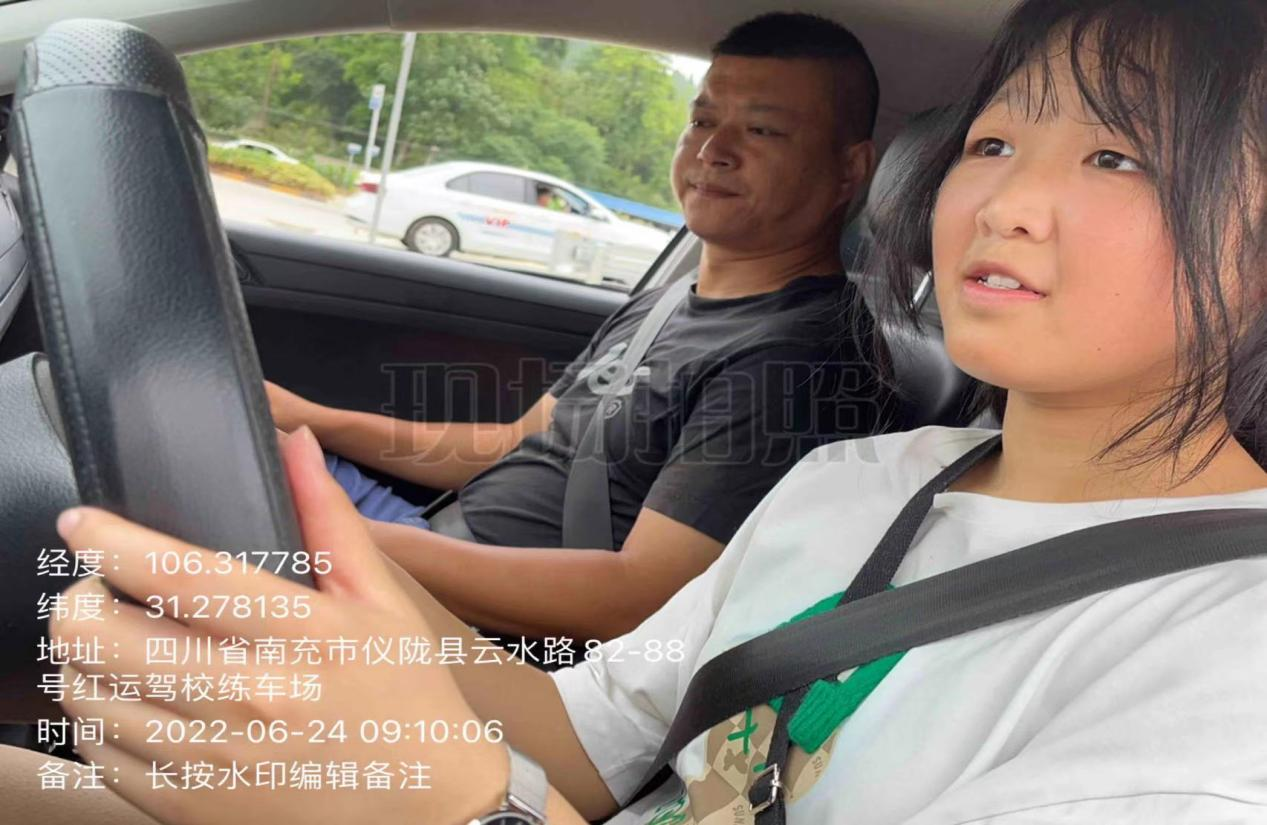 VIP
现场拍照
经度：106.317785
纬度：31.278135
地址：四川省南充市仪陇县云水路82-88
号红运驾校练车场
时间：2022-06-24 09:10:06
备注：长按水印编辑备注